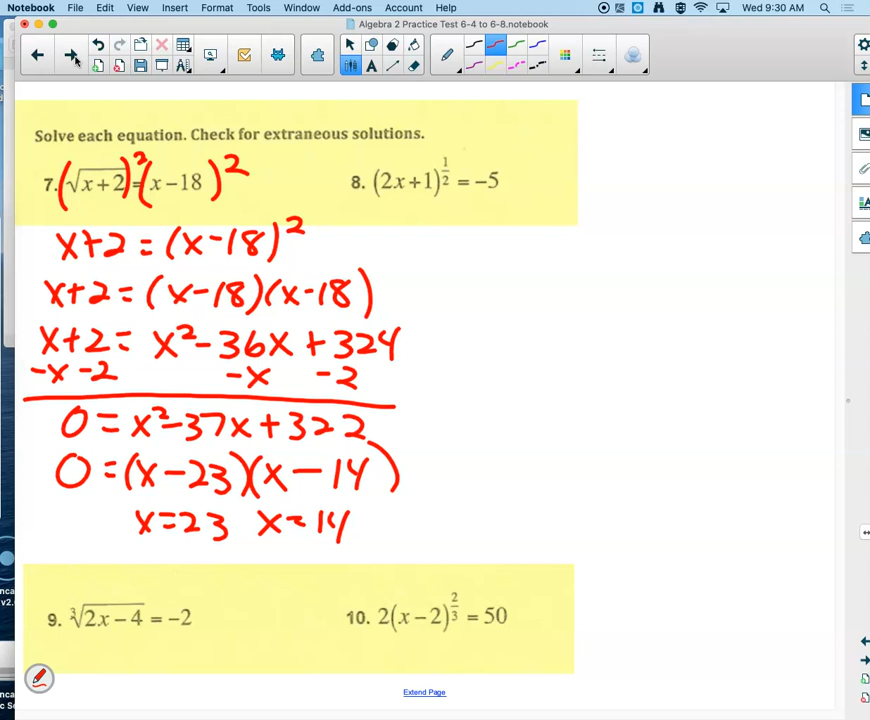 Notebook File Edit View Insert Format Tools Window Add-ons Account Help Wed 9:30 AM
Algebra 2 Practice Test 6-4 to 6-8.notebook
Solve each equation. Check for extraneous solutions.
7. (√x+2)² = (x−18)²
8. (2x+1)^1/2 = −5
x+2 = (x-18)²
x+2 = (x-18)(x-18)
x+2 = x²-36x+324
-x -2 -x -2
0 = x²-37x+322
0 = (x-23)(x-14)
x=23 x=14
9. ³√2x−4 = −2
10. 2(x−2)^2/3 = 50
Extend Page